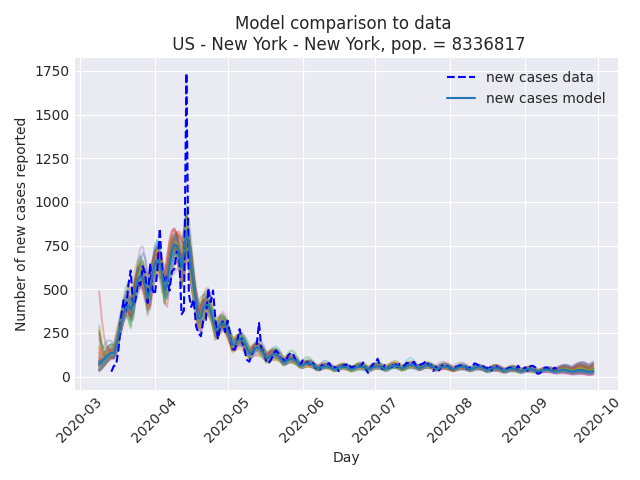 Model comparison to data
US - New York - New York, pop. = 8336817
new cases data
new cases model
Number of new cases reported
1750
1500
1250
1000
750
500
250
0
2020-03
2020-04
2020-05
2020-06
2020-07
2020-08
2020-09
2020-10
Day